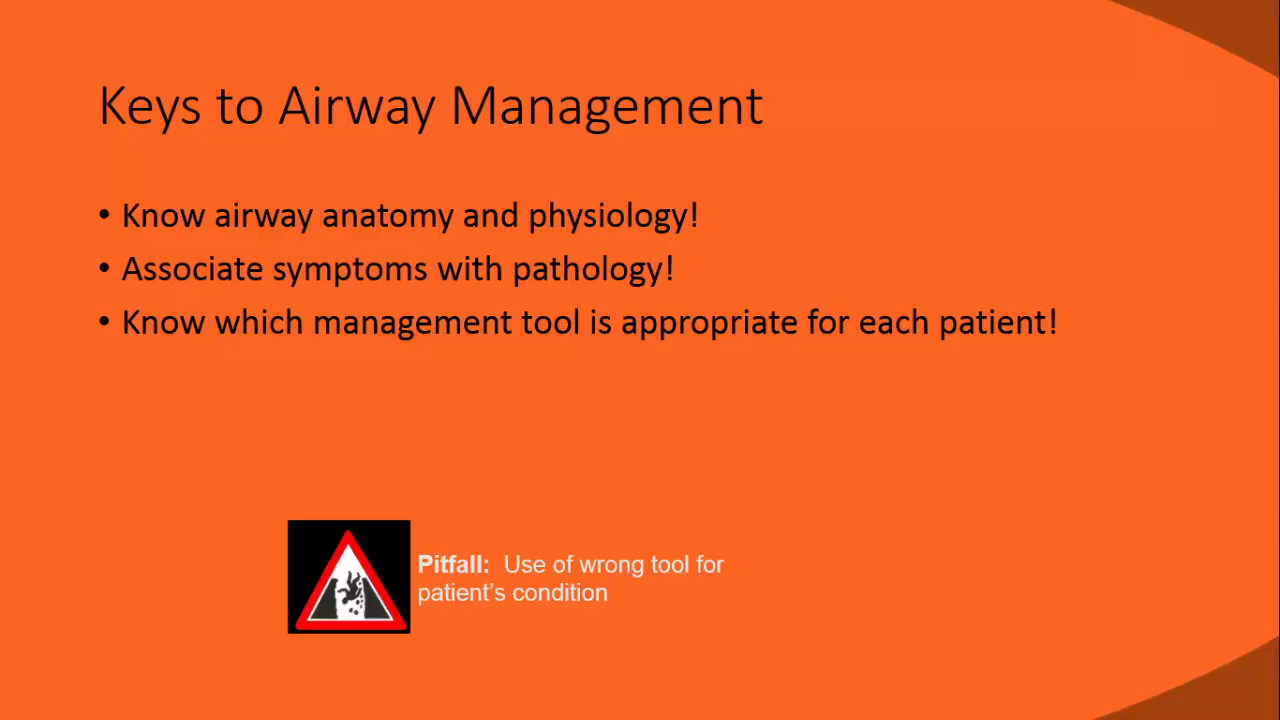 Keys to Airway Management
• Know airway anatomy and physiology!
• Associate symptoms with pathology!
• Know which management tool is appropriate for each patient!
Pitfall: Use of wrong tool for
patient’s condition